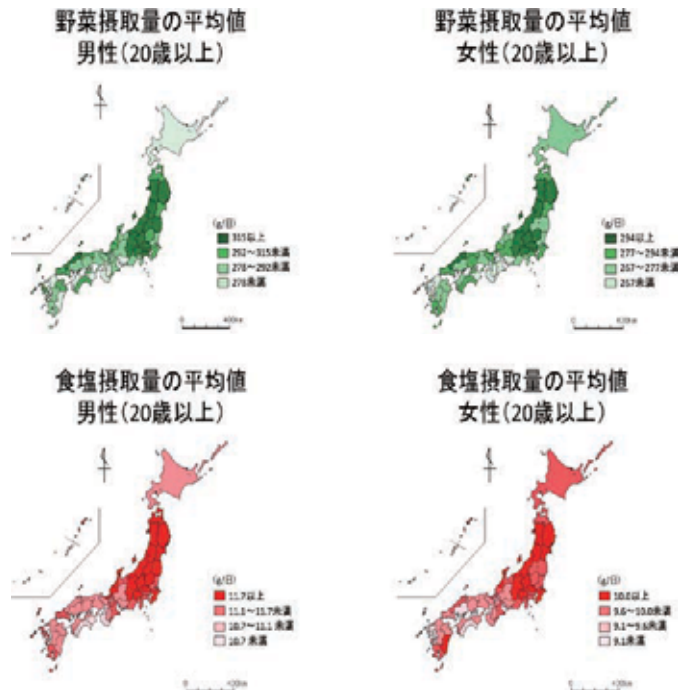 野菜摂取量の平均値
男性(20歳以上)
(g/日)
315以上
292~315未満
278~292未満
278未満
400km
野菜摂取量の平均値
女性(20歳以上)
(g/日)
294以上
277~294未満
267~277未満
267未満
食塩摂取量の平均値
男性(20歳以上)
(g/日)
11.7以上
11.1~11.7未満
10.7~11.1 未満
10.7 未満
食塩摂取量の平均値
女性(20歳以上)
(g/日)
10.0以上
9.6~10.0未満
9.1~9.6未満
9.1未満